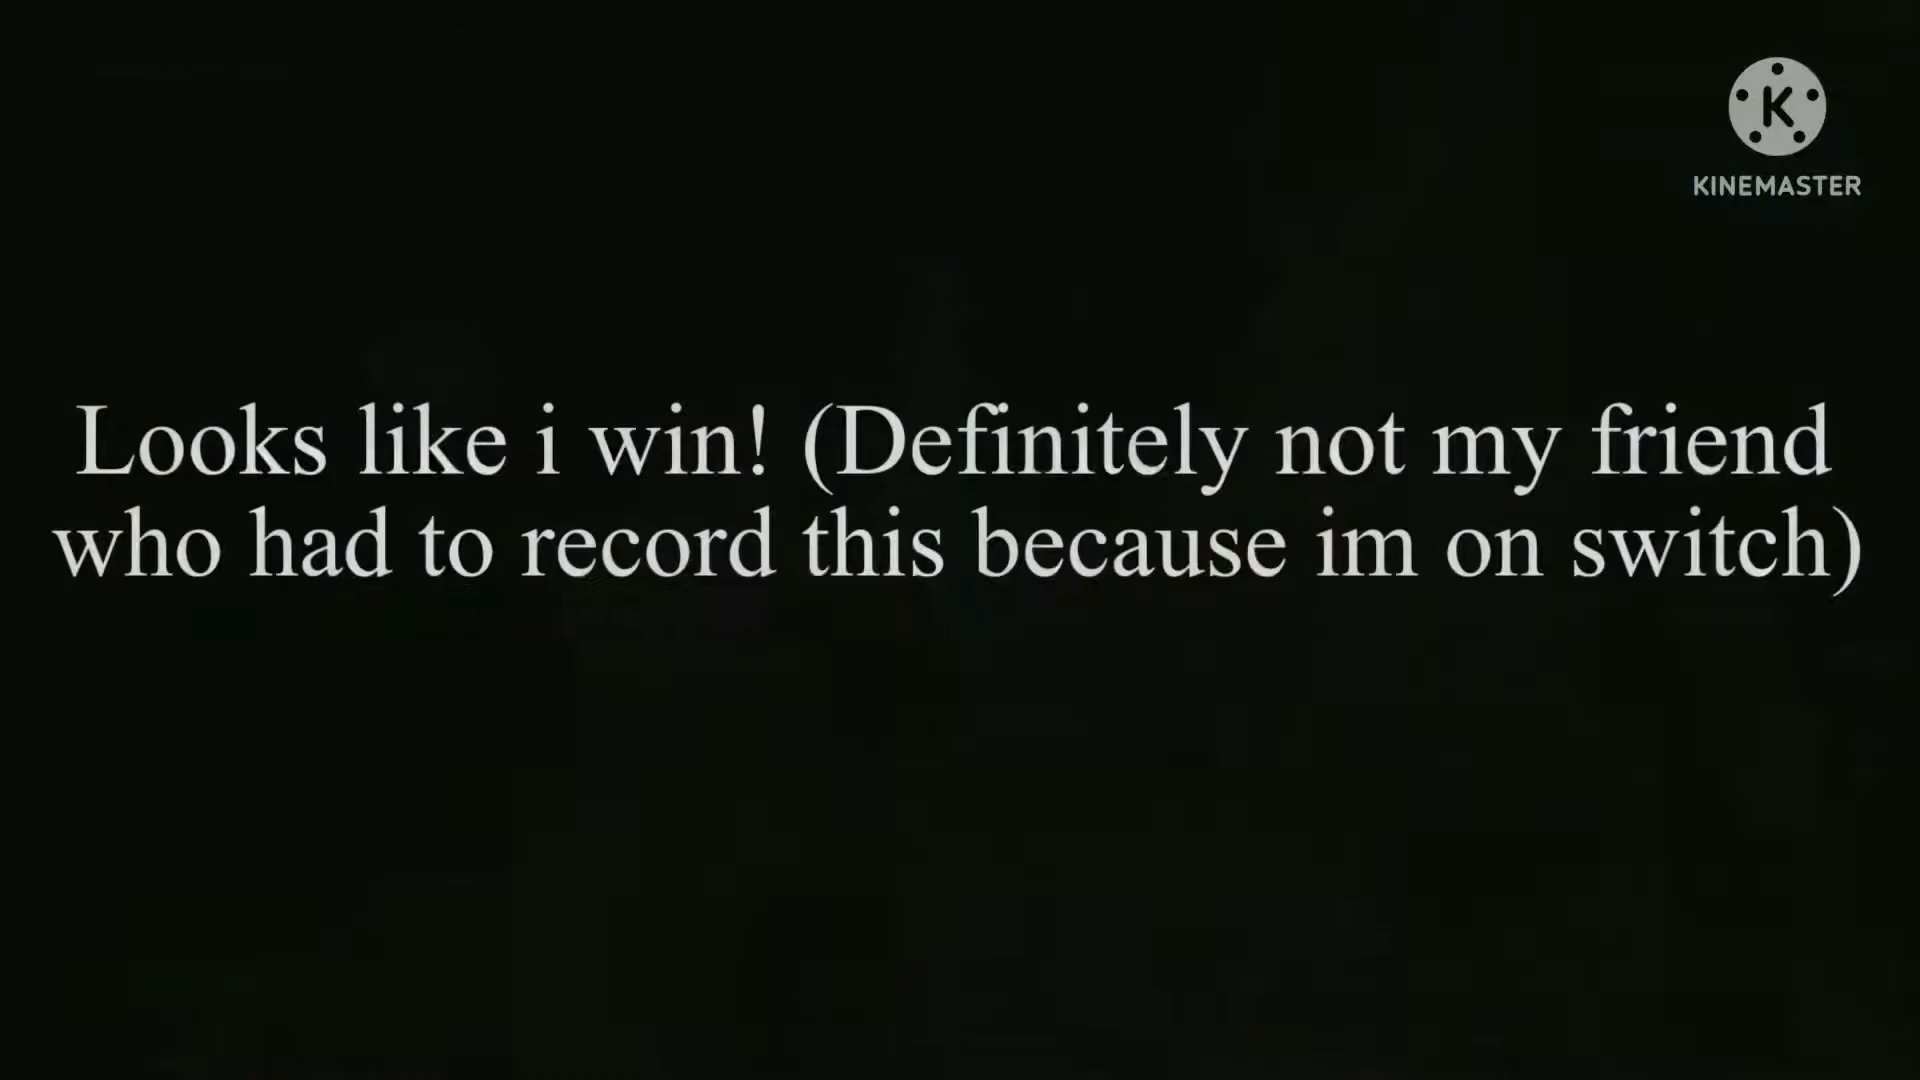 K
KINEMASTER
Looks like i win! (Definitely not my friend
who had to record this because im on switch)